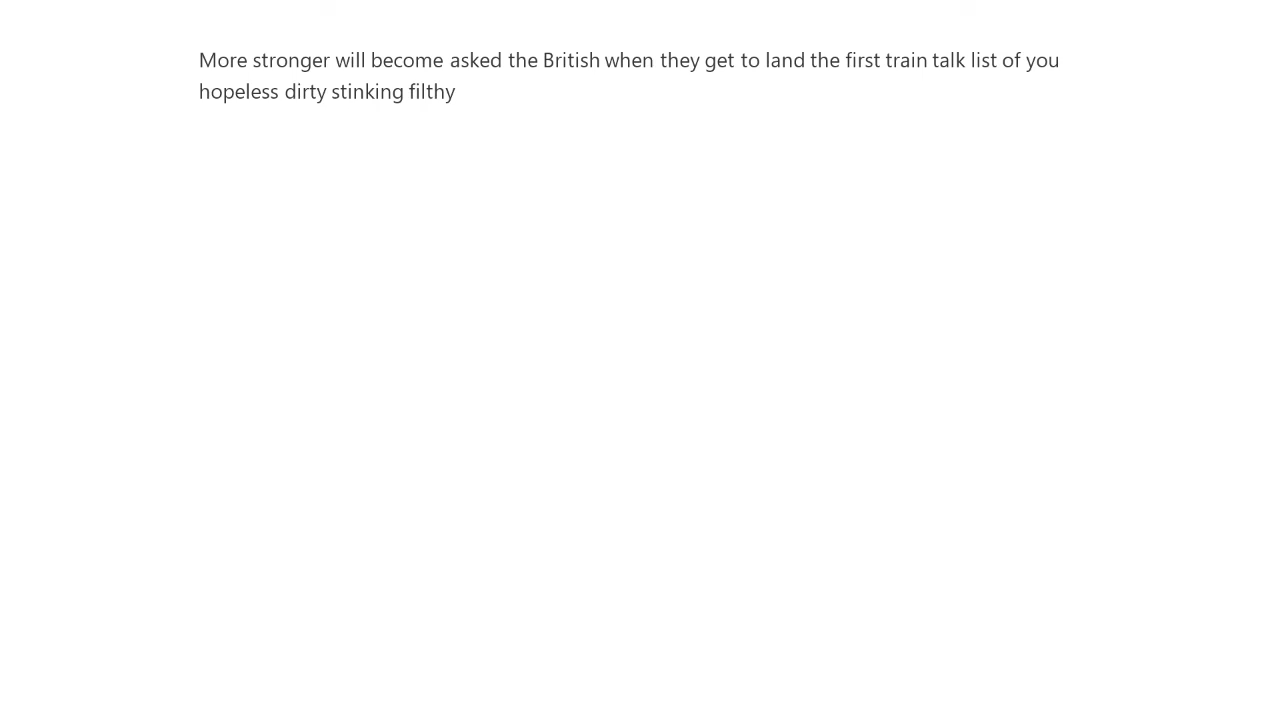 More stronger will become asked the British when they get to land the first train talk list of you
hopeless dirty stinking filthy